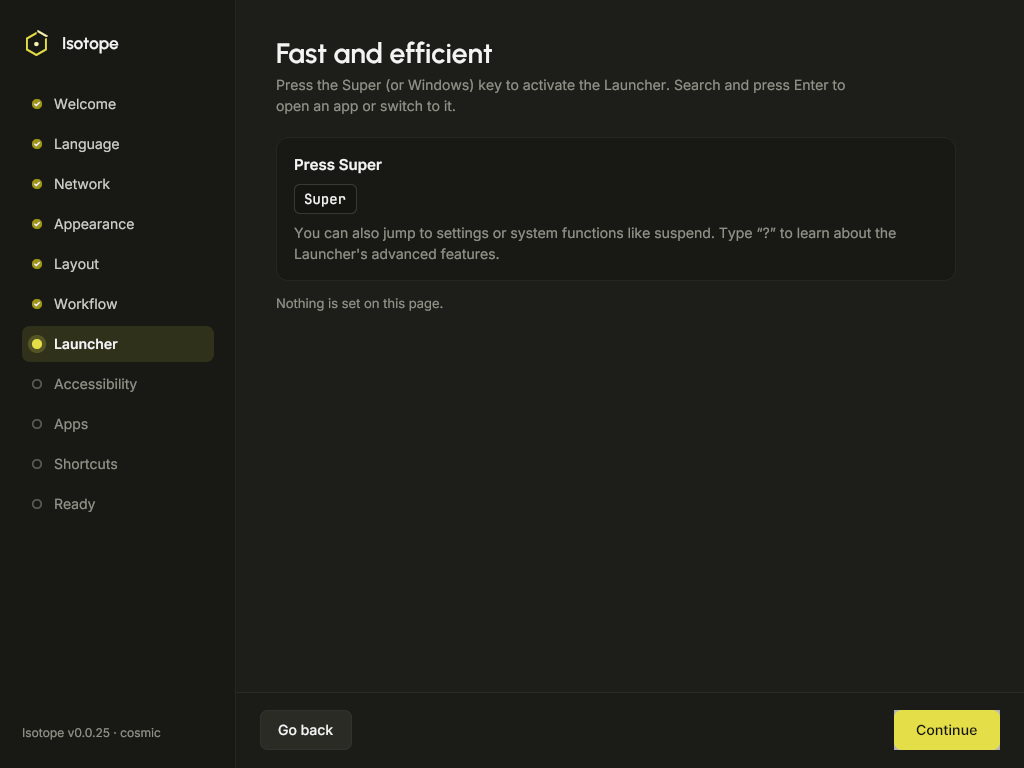 Isotope
Welcome
Language
Network
Appearance
Layout
Workflow
Launcher
Accessibility
Apps
Shortcuts
Ready
Isotope v0.0.25 · cosmic
Fast and efficient
Press the Super (or Windows) key to activate the Launcher. Search and press Enter to
open an app or switch to it.
Press Super
Super
You can also jump to settings or system functions like suspend. Type “?” to learn about the
Launcher's advanced features.
Nothing is set on this page.
Go back
Continue